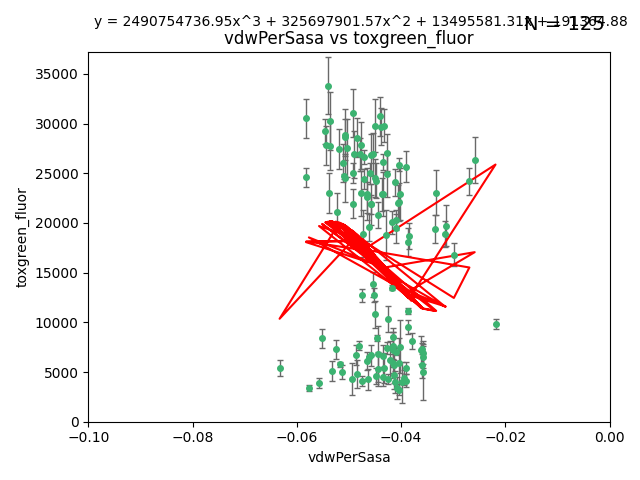 y = 2490754736.95x^3 + 325697901.57x^2 + 13495581.31x + 191364.88
N = 125
vdwPerSasa vs toxgreen_fluor
toxgreen_fluor
35000
30000
25000
20000
15000
10000
5000
0
−0.10 −0.08 −0.06 −0.04 −0.02 0.00
vdwPerSasa